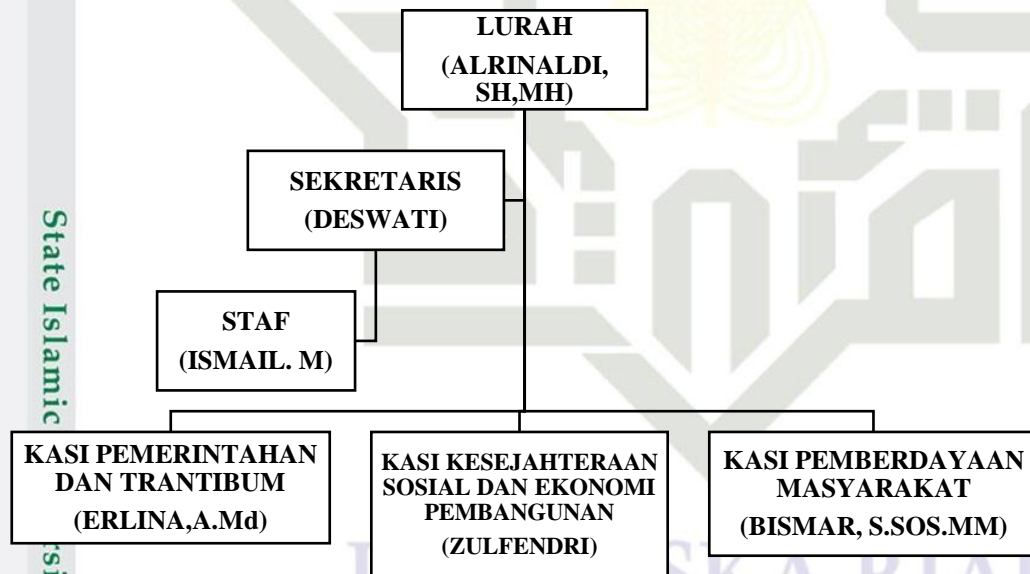 LURAH
(ALRINALDI,
SH,MH)
SEKRETARIS
(DESWATI)
STAF
(ISMAIL. M)
KASI PEMERINTAHAN
DAN TRANTIBUM
(ERLINA,A.Md)
KASI KESEJAHTERAAN
SOSIAL DAN EKONOMI
PEMBANGUNAN
(ZULFENDRI)
KASI PEMBERDAYAAN
MASYARAKAT
(BISMAR, S.SOS.MM)
State Islamic